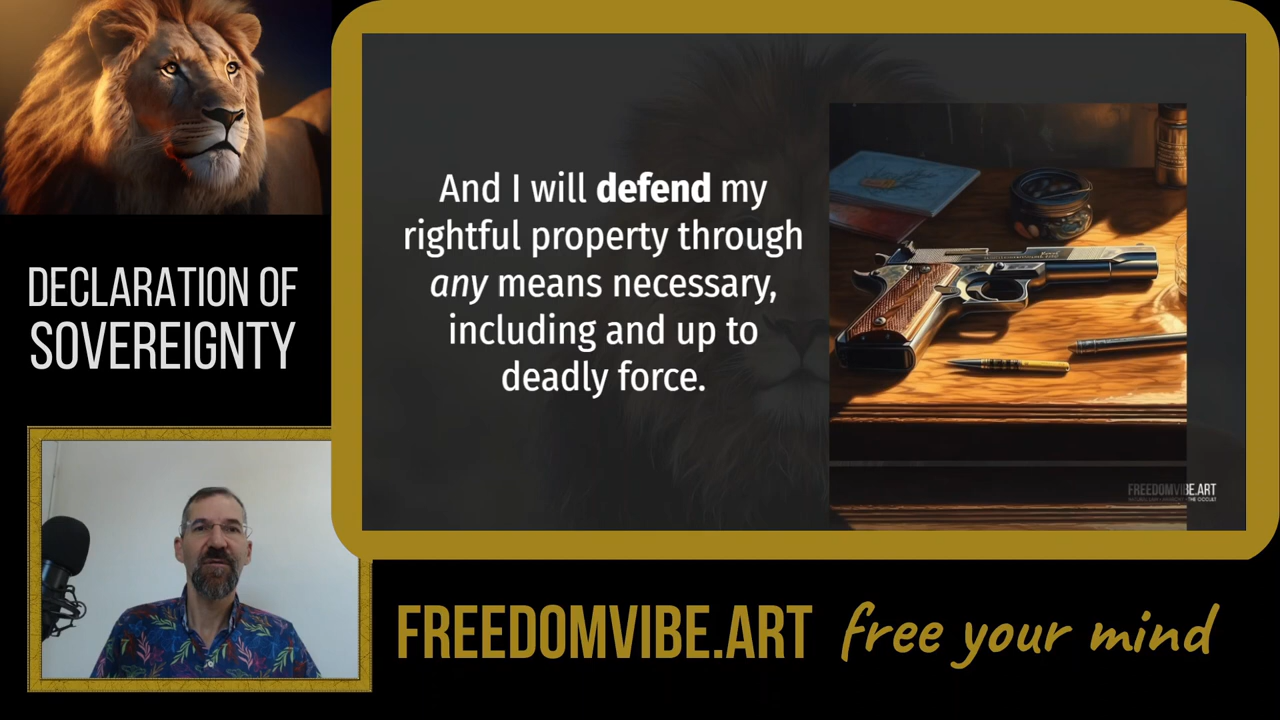 DECLARATION OF
SOVEREIGNTY
And I will defend my
rightful property through
any means necessary,
including and up to
deadly force.
FREEDOMVIBE.ART
FREEDOMVIBE.ART free your mind